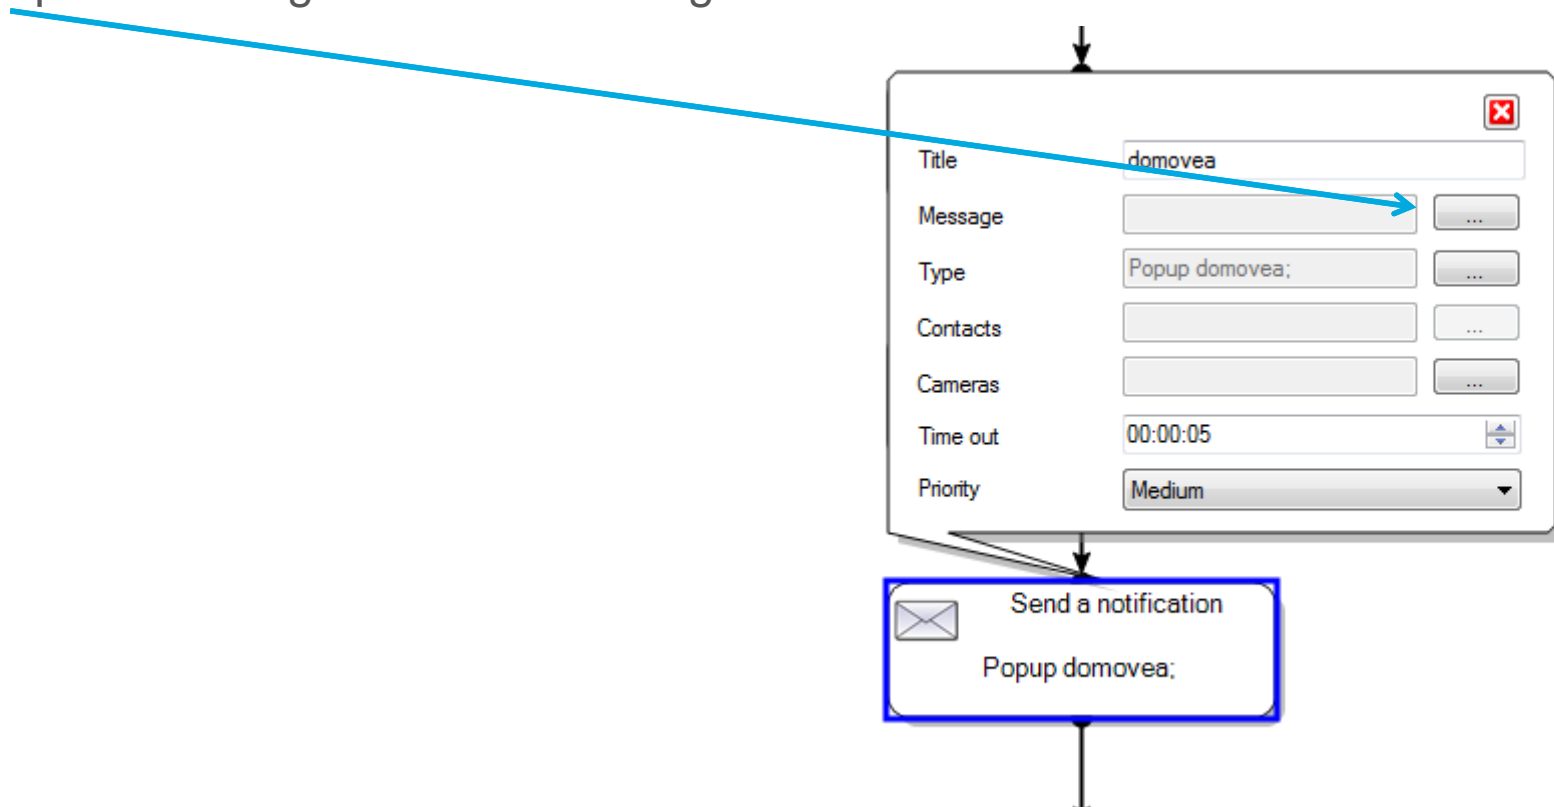 Title domovea
Message ...
Type Popup domovea; ...
Contacts ...
Cameras ...
Time out 00:00:05
Priority Medium
Send a notification
Popup domovea;